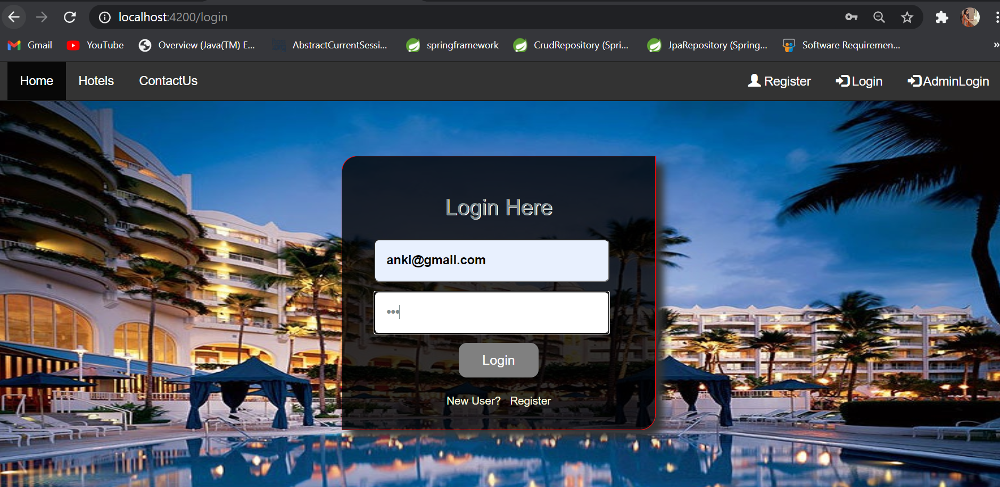 localhost:4200/login
Gmail YouTube Overview (Java(TM) E... AbstractCurrentSessi... springframework CrudRepository (Spri... JpaRepository (Spring... Software Requiremen... »
Home Hotels ContactUs Register Login AdminLogin
Login Here
anki@gmail.com
•••
Login
New User? Register